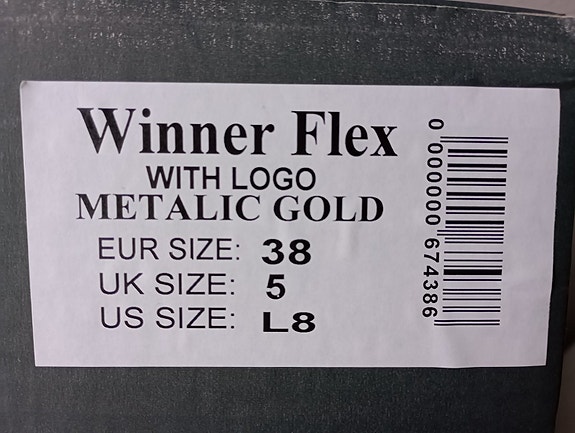 Winner Flex
WITH LOGO
METALIC GOLD
EUR SIZE: 38
UK SIZE: 5
US SIZE: L8
0 000000 674386